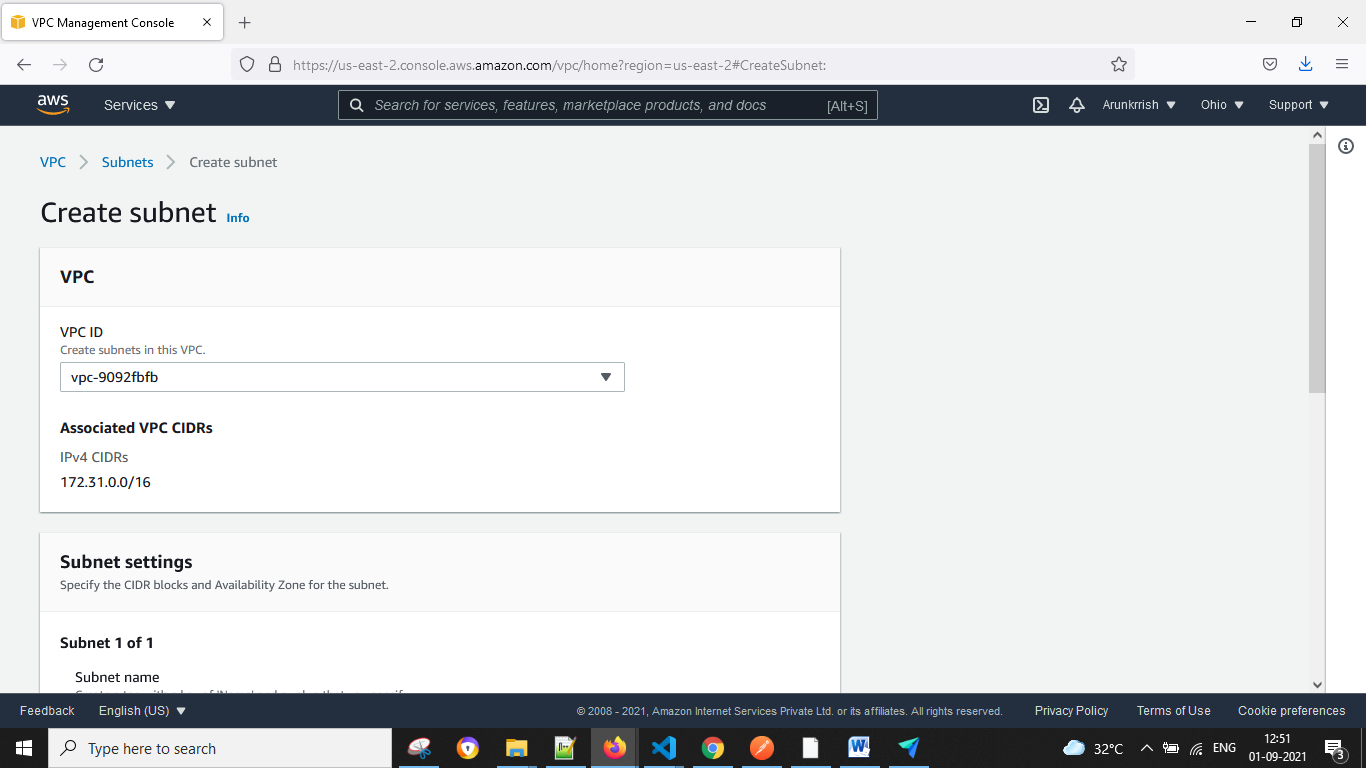 VPC Management Console
https://us-east-2.console.aws.amazon.com/vpc/home?region=us-east-2#CreateSubnet:
aws
Services
Search for services, features, marketplace products, and docs
[Alt+S]
Arunkrrish
Ohio
Support
VPC
Subnets
Create subnet
Create subnet
Info
VPC
VPC ID
Create subnets in this VPC.
vpc-9092fbfb
Associated VPC CIDRs
IPv4 CIDRs
172.31.0.0/16
Subnet settings
Specify the CIDR blocks and Availability Zone for the subnet.
Subnet 1 of 1
Subnet name
Feedback
English (US)
© 2008 - 2021, Amazon Internet Services Private Ltd. or its affiliates. All rights reserved.
Privacy Policy
Terms of Use
Cookie preferences
Type here to search
32°C
ENG
12:51
01-09-2021
3